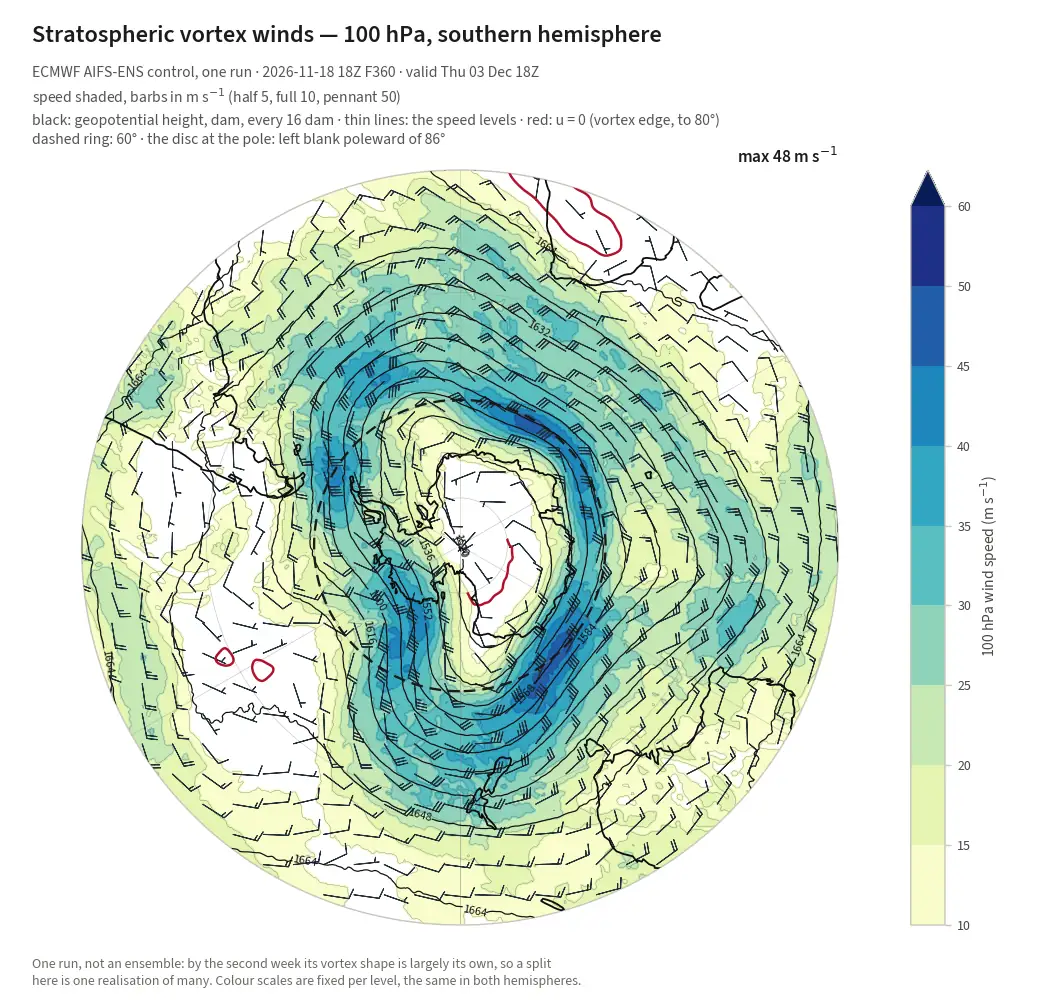 Stratospheric vortex winds — 100 hPa, southern hemisphere
ECMWF AIFS-ENS control, one run · 2026-11-18 18Z F360 · valid Thu 03 Dec 18Z
speed shaded, barbs in m s⁻¹ (half 5, full 10, pennant 50)
black: geopotential height, dam, every 16 dam · thin lines: the speed levels · red: u = 0 (vortex edge, to 80°)
dashed ring: 60° · the disc at the pole: left blank poleward of 86°
max 48 m s⁻¹
1664
1632
1664
1536
1552
1616
1584
1664
1664
1648
1664
1664
60
50
45
40
35
30
25
20
15
10
100 hPa wind speed (m s⁻¹)
One run, not an ensemble: by the second week its vortex shape is largely its own, so a split
here is one realisation of many. Colour scales are fixed per level, the same in both hemispheres.